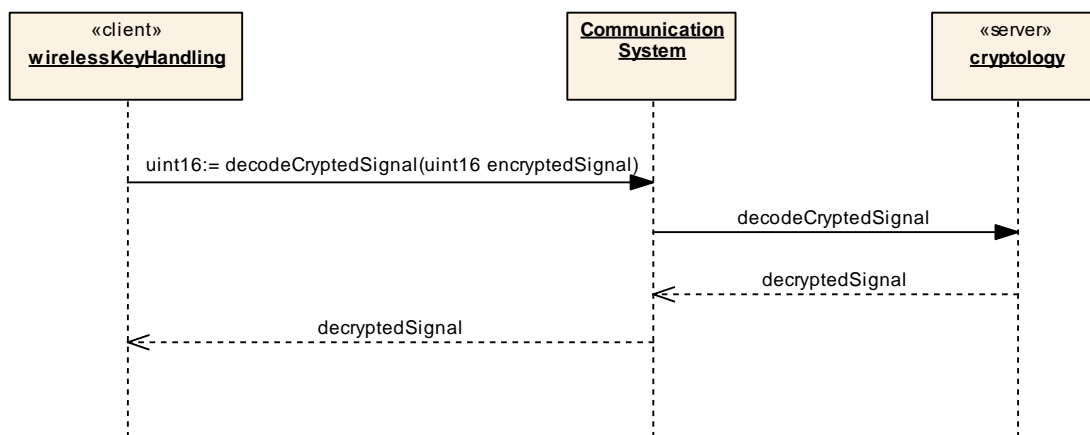 «client»
wirelessKeyHandling
Communication
System
«server»
cryptology
uint16:= decodeCryptedSignal(uint16 encryptedSignal)
decodeCryptedSignal
decryptedSignal
decryptedSignal